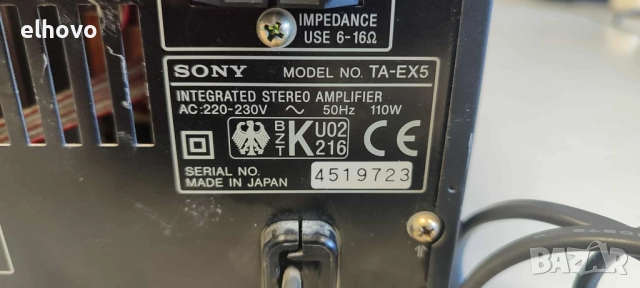 elhovo
IMPEDANCE
USE 6-16Ω
SONY MODEL NO. TA-EX5
INTEGRATED STEREO AMPLIFIER
AC:220-230V ~ 50Hz 110W
BZT K U02 216 CE
SERIAL NO. 4519723
MADE IN JAPAN
BAZAR